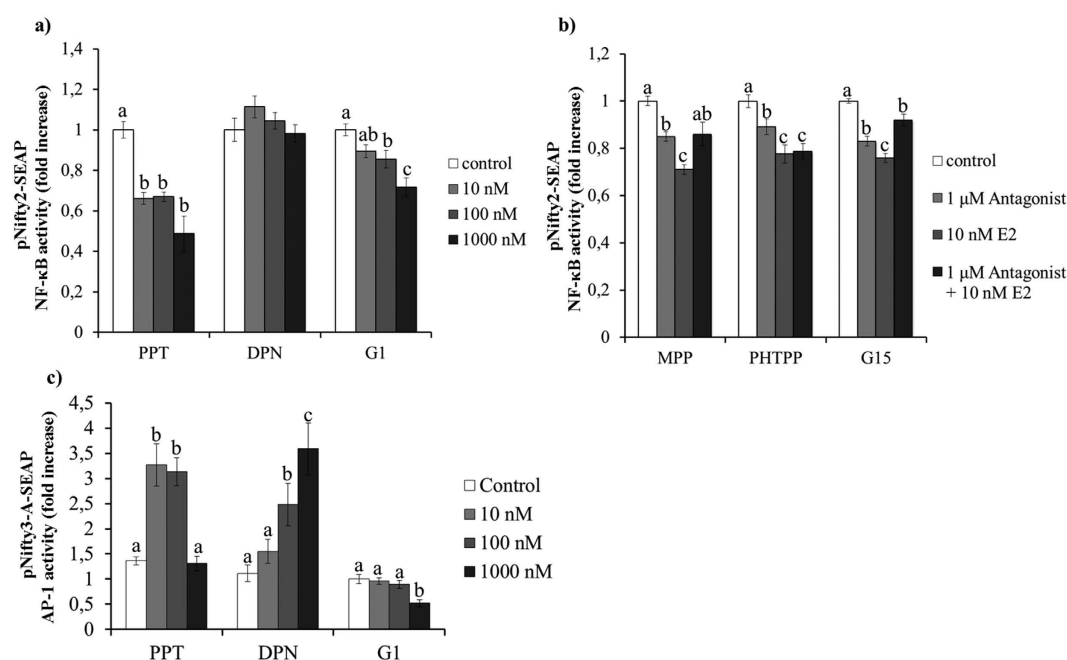 a)
pNifty2-SEAP
NF-κB activity (fold increase)
1,4
1,2
1
0,8
0,6
0,4
0,2
0
a
b
b
b
a
ab
b
c
PPT
DPN
G1
control
10 nM
100 nM
1000 nM
b)
pNifty2-SEAP
NF-κB activity (fold increase)
1,2
1
0,8
0,6
0,4
0,2
0
a
b
c
ab
a
b
c
c
a
b
c
b
MPP
PHTPP
G15
control
1 μM Antagonist
10 nM E2
1 μM Antagonist
+ 10 nM E2
c)
pNifty3-A-SEAP
AP-1 activity (fold increase)
4,5
4
3,5
3
2,5
2
1,5
1
0,5
0
a
b
b
a
a
a
b
c
a
a
a
b
PPT
DPN
G1
Control
10 nM
100 nM
1000 nM